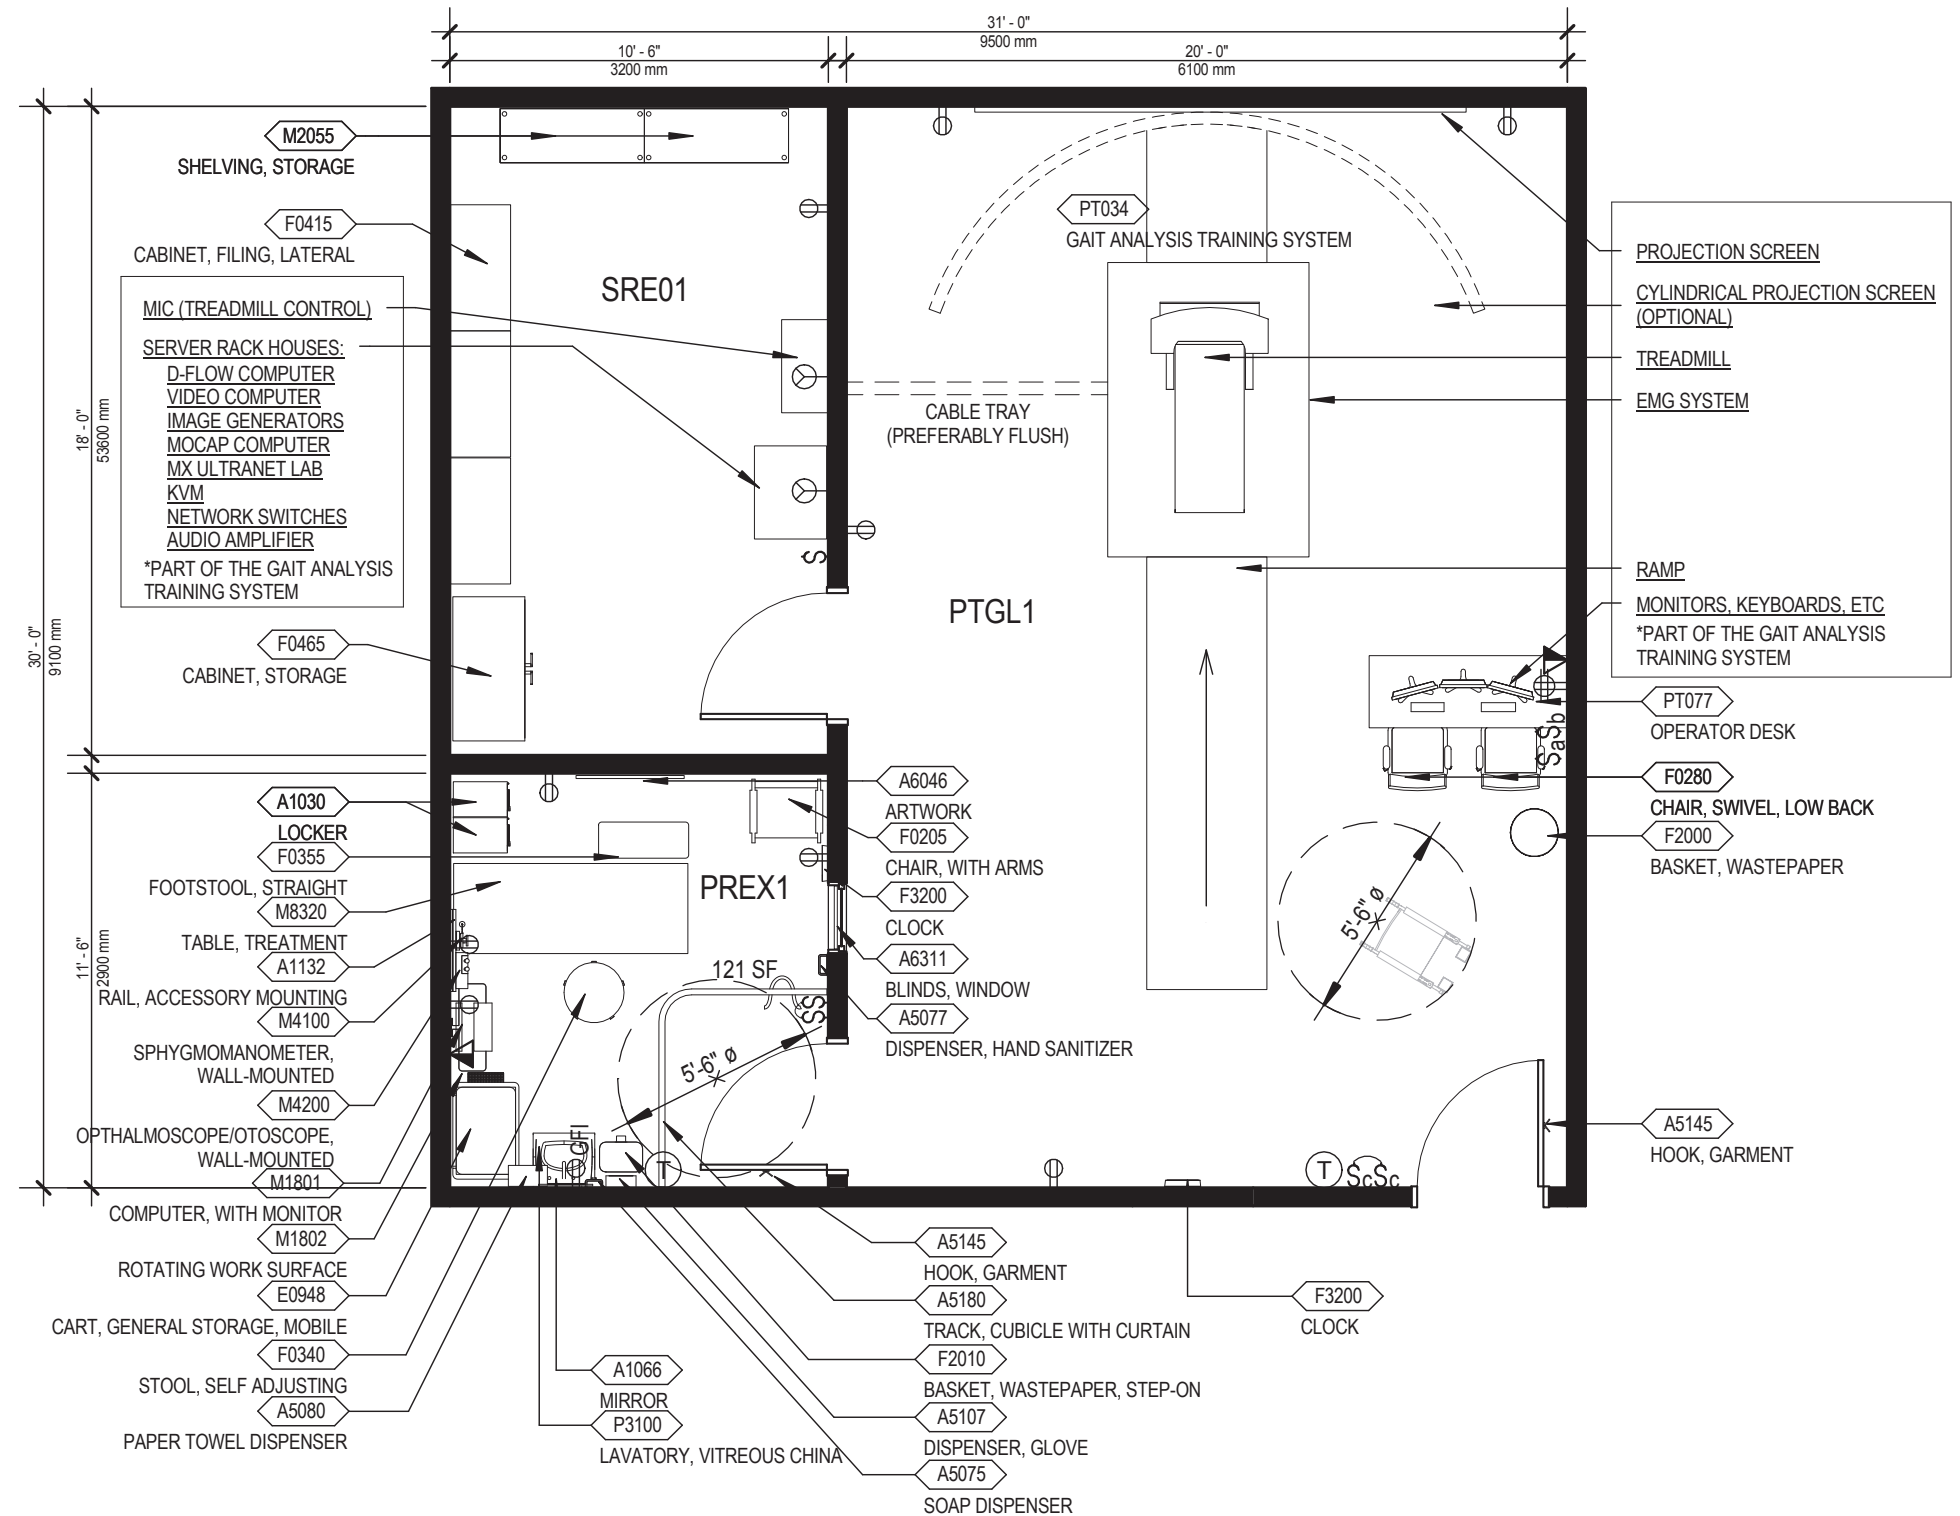 31' - 0"
9500 mm
10' - 6"
3200 mm
20' - 0"
6100 mm
30' - 0"
9100 mm
18' - 0"
53600 mm
11' - 6"
2900 mm
M2055
SHELVING, STORAGE
F0415
CABINET, FILING, LATERAL
MIC (TREADMILL CONTROL)
SERVER RACK HOUSES:
D-FLOW COMPUTER
VIDEO COMPUTER
IMAGE GENERATORS
MOCAP COMPUTER
MX ULTRANET LAB
KVM
NETWORK SWITCHES
AUDIO AMPLIFIER
*PART OF THE GAIT ANALYSIS
TRAINING SYSTEM
F0465
CABINET, STORAGE
A1030
LOCKER
F0355
FOOTSTOOL, STRAIGHT
M8320
TABLE, TREATMENT
A1132
RAIL, ACCESSORY MOUNTING
M4100
SPHYGMOMANOMETER,
WALL-MOUNTED
M4200
OPTHALMOSCOPE/OTOSCOPE,
WALL-MOUNTED
M1801
COMPUTER, WITH MONITOR
M1802
ROTATING WORK SURFACE
E0948
CART, GENERAL STORAGE, MOBILE
F0340
STOOL, SELF ADJUSTING
A5080
PAPER TOWEL DISPENSER
SRE01
S
PREX1
121 SF
SS
5'-6" ø
GFI
T
A1066
MIRROR
P3100
LAVATORY, VITREOUS CHINA
PT034
GAIT ANALYSIS TRAINING SYSTEM
CABLE TRAY
(PREFERABLY FLUSH)
PTGL1
A6046
ARTWORK
F0205
CHAIR, WITH ARMS
F3200
CLOCK
A6311
BLINDS, WINDOW
A5077
DISPENSER, HAND SANITIZER
5'-6" ø
SaSb
T
ScSc
A5145
HOOK, GARMENT
A5180
TRACK, CUBICLE WITH CURTAIN
F2010
BASKET, WASTEPAPER, STEP-ON
A5107
DISPENSER, GLOVE
A5075
SOAP DISPENSER
F3200
CLOCK
PROJECTION SCREEN
CYLINDRICAL PROJECTION SCREEN
(OPTIONAL)
TREADMILL
EMG SYSTEM
RAMP
MONITORS, KEYBOARDS, ETC
*PART OF THE GAIT ANALYSIS
TRAINING SYSTEM
PT077
OPERATOR DESK
F0280
CHAIR, SWIVEL, LOW BACK
F2000
BASKET, WASTEPAPER
A5145
HOOK, GARMENT